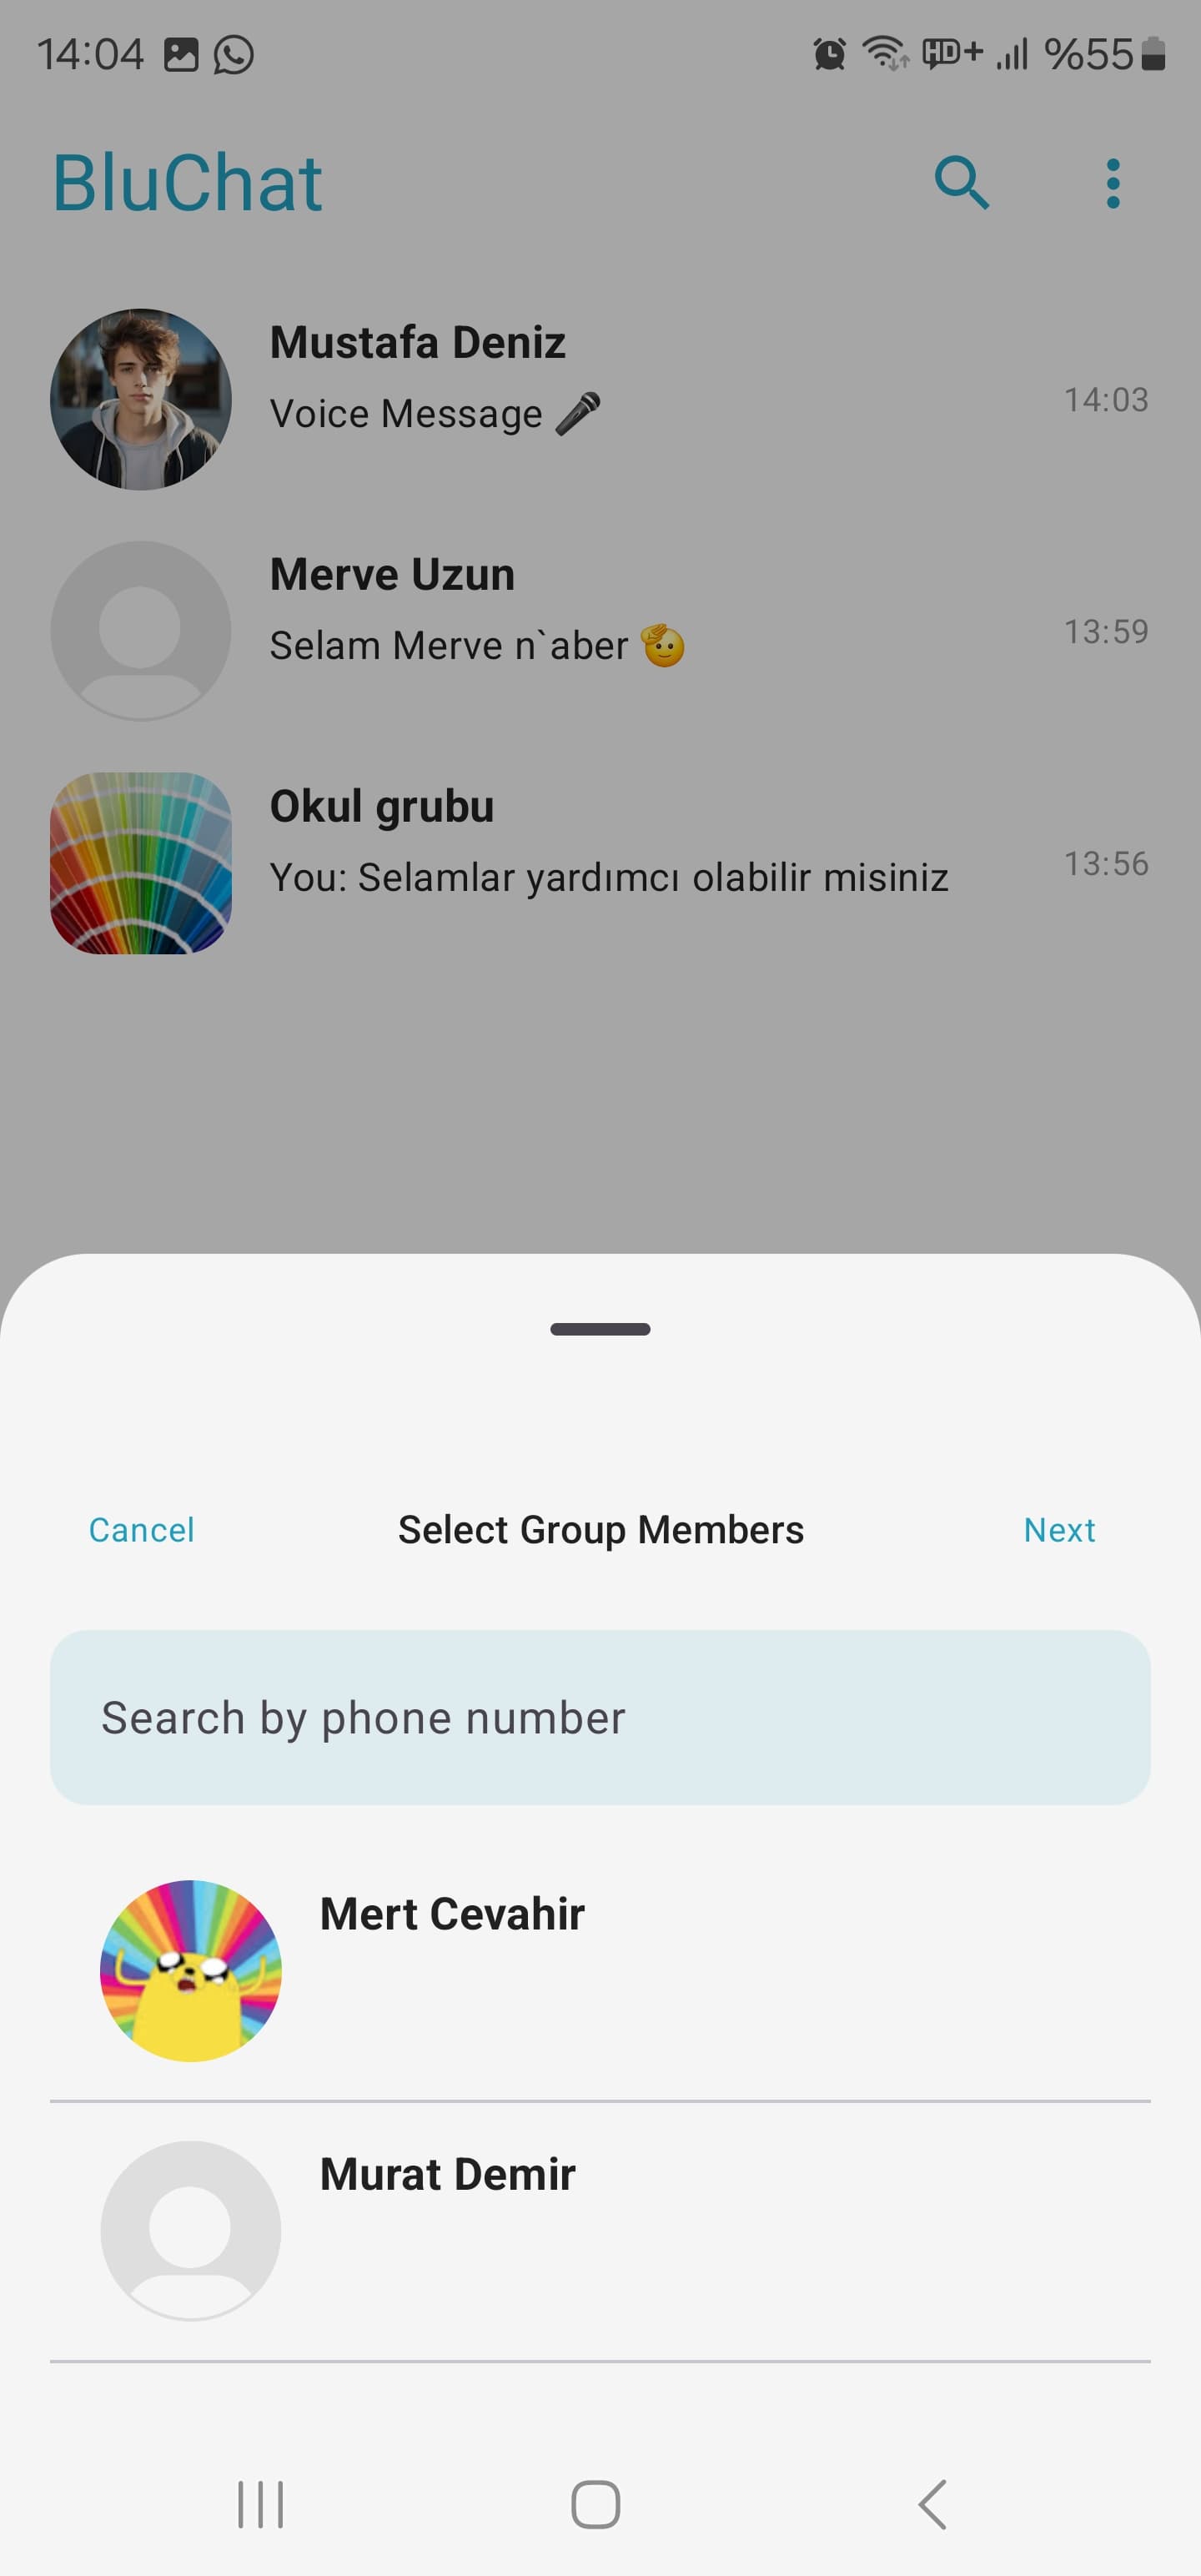 14:04 HD+ %55
BluChat
Mustafa Deniz
Voice Message 🎤
14:03
Merve Uzun
Selam Merve n`aber 🫡
13:59
Okul grubu
You: Selamlar yardımcı olabilir misiniz
13:56
Cancel Select Group Members Next
Search by phone number
Mert Cevahir
Murat Demir